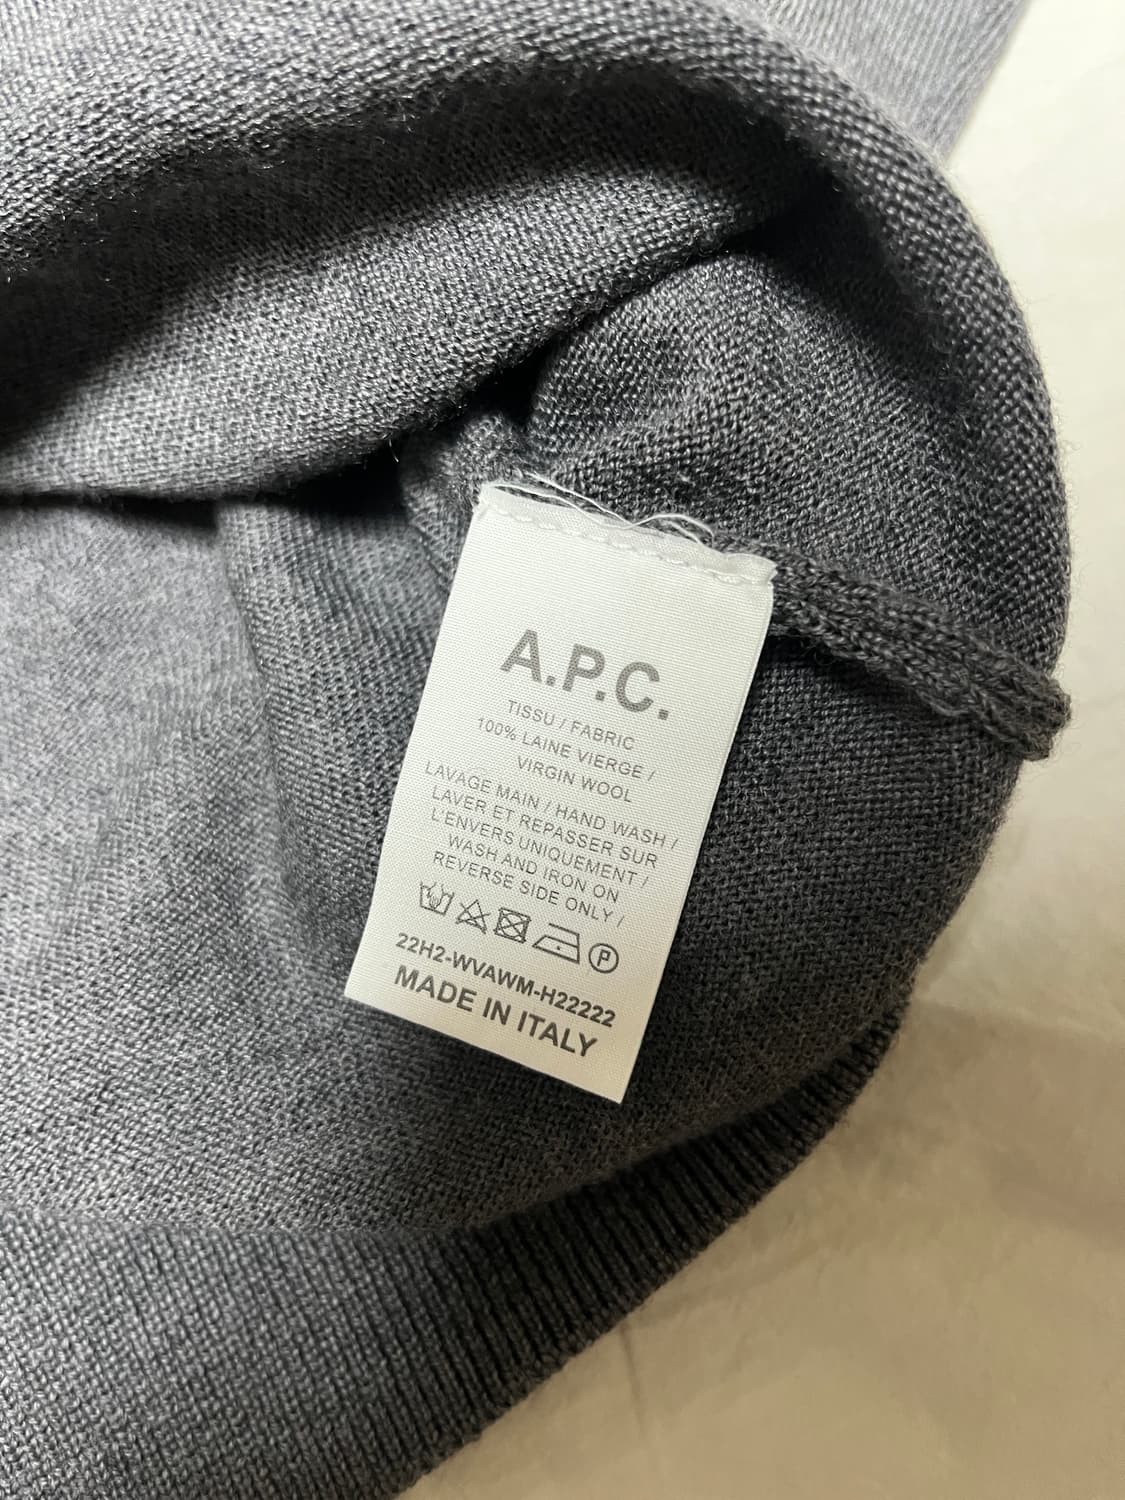 A.P.C.
TISSU / FABRIC
100% LAINE VIERGE /
VIRGIN WOOL
LAVAGE MAIN / HAND WASH /
LAVER ET REPASSER SUR
L'ENVERS UNIQUEMENT /
WASH AND IRON ON
REVERSE SIDE ONLY /
P
22H2-WVAWM-H22222
MADE IN ITALY